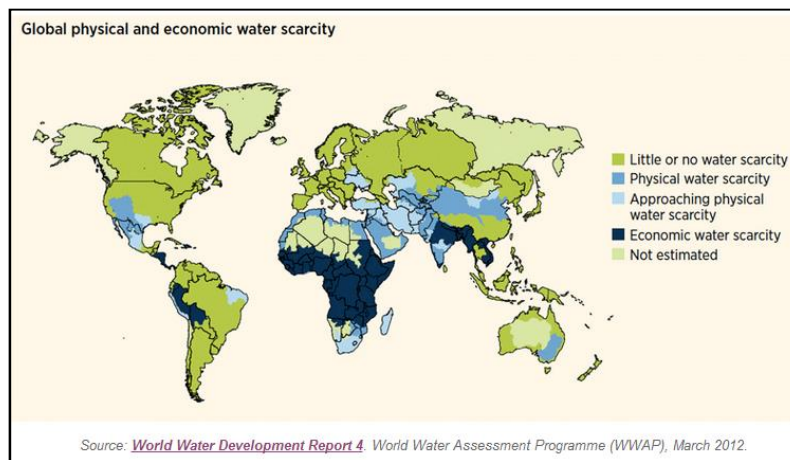 Global physical and economic water scarcity
Little or no water scarcity
Physical water scarcity
Approaching physical
water scarcity
Economic water scarcity
Not estimated
Source: World Water Development Report 4. World Water Assessment Programme (WWAP), March 2012.